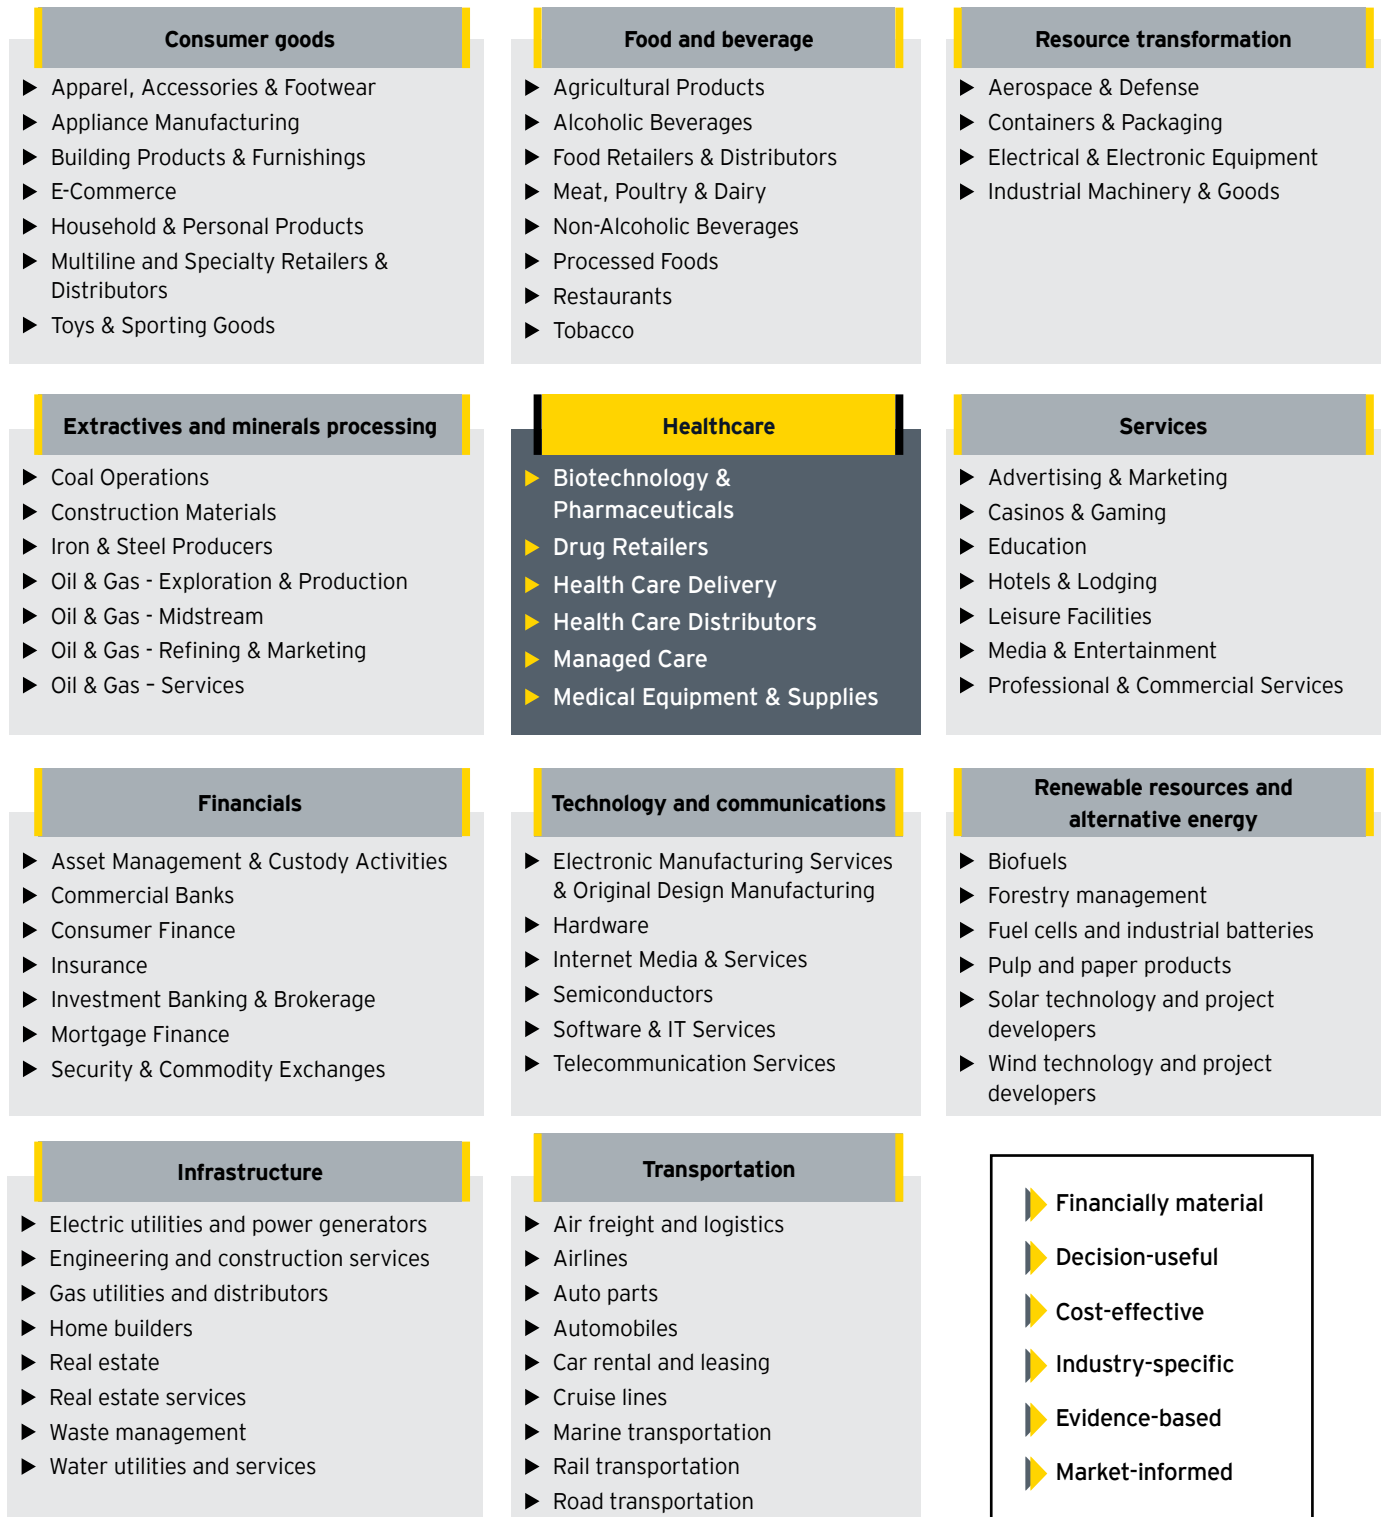 Consumer goods
Apparel, Accessories & Footwear
Appliance Manufacturing
Building Products & Furnishings
E-Commerce
Household & Personal Products
Multiline and Specialty Retailers &
Distributors
Toys & Sporting Goods
Food and beverage
Agricultural Products
Alcoholic Beverages
Food Retailers & Distributors
Meat, Poultry & Dairy
Non-Alcoholic Beverages
Processed Foods
Restaurants
Tobacco
Resource transformation
Aerospace & Defense
Containers & Packaging
Electrical & Electronic Equipment
Industrial Machinery & Goods
Extractives and minerals processing
Coal Operations
Construction Materials
Iron & Steel Producers
Oil & Gas - Exploration & Production
Oil & Gas - Midstream
Oil & Gas - Refining & Marketing
Oil & Gas – Services
Healthcare
Biotechnology &
Pharmaceuticals
Drug Retailers
Health Care Delivery
Health Care Distributors
Managed Care
Medical Equipment & Supplies
Services
Advertising & Marketing
Casinos & Gaming
Education
Hotels & Lodging
Leisure Facilities
Media & Entertainment
Professional & Commercial Services
Financials
Asset Management & Custody Activities
Commercial Banks
Consumer Finance
Insurance
Investment Banking & Brokerage
Mortgage Finance
Security & Commodity Exchanges
Technology and communications
Electronic Manufacturing Services
& Original Design Manufacturing
Hardware
Internet Media & Services
Semiconductors
Software & IT Services
Telecommunication Services
Renewable resources and
alternative energy
Biofuels
Forestry management
Fuel cells and industrial batteries
Pulp and paper products
Solar technology and project
developers
Wind technology and project
developers
Infrastructure
Electric utilities and power generators
Engineering and construction services
Gas utilities and distributors
Home builders
Real estate
Real estate services
Waste management
Water utilities and services
Transportation
Air freight and logistics
Airlines
Auto parts
Automobiles
Car rental and leasing
Cruise lines
Marine transportation
Rail transportation
Road transportation
Financially material
Decision-useful
Cost-effective
Industry-specific
Evidence-based
Market-informed